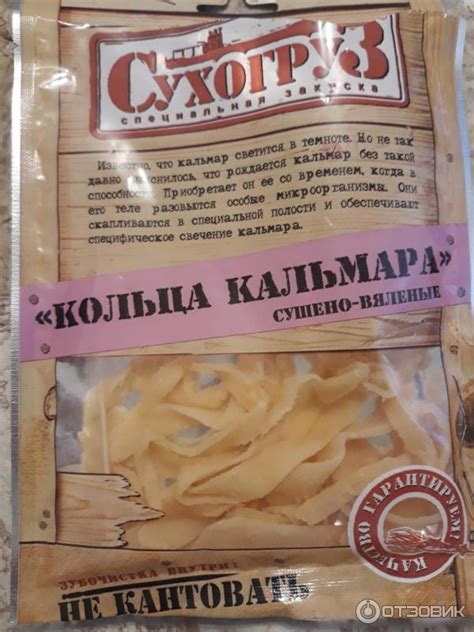 СУХОГРУЗ
СПЕЦИАЛЬНАЯ ЗАКУСКА
Известно, что кальмар светится в темноте. Но не так
давно выяснилось, что рождается кальмар без такой
способности. Приобретает он ее со временем, когда в
его теле разовьются особые микроорганизмы. Они
скапливаются в специальной полости и обеспечивают
специфическое свечение кальмара.
«КОЛЬЦА КАЛЬМАРА»
СУШЕНО-ВЯЛЕНЫЕ
КАЧЕСТВО ГАРАНТИРУЕМ!
ЗУБОЧИСТКА ВНУТРИ:
НЕ КАНТОВАТЬ
ОТЗОВИК